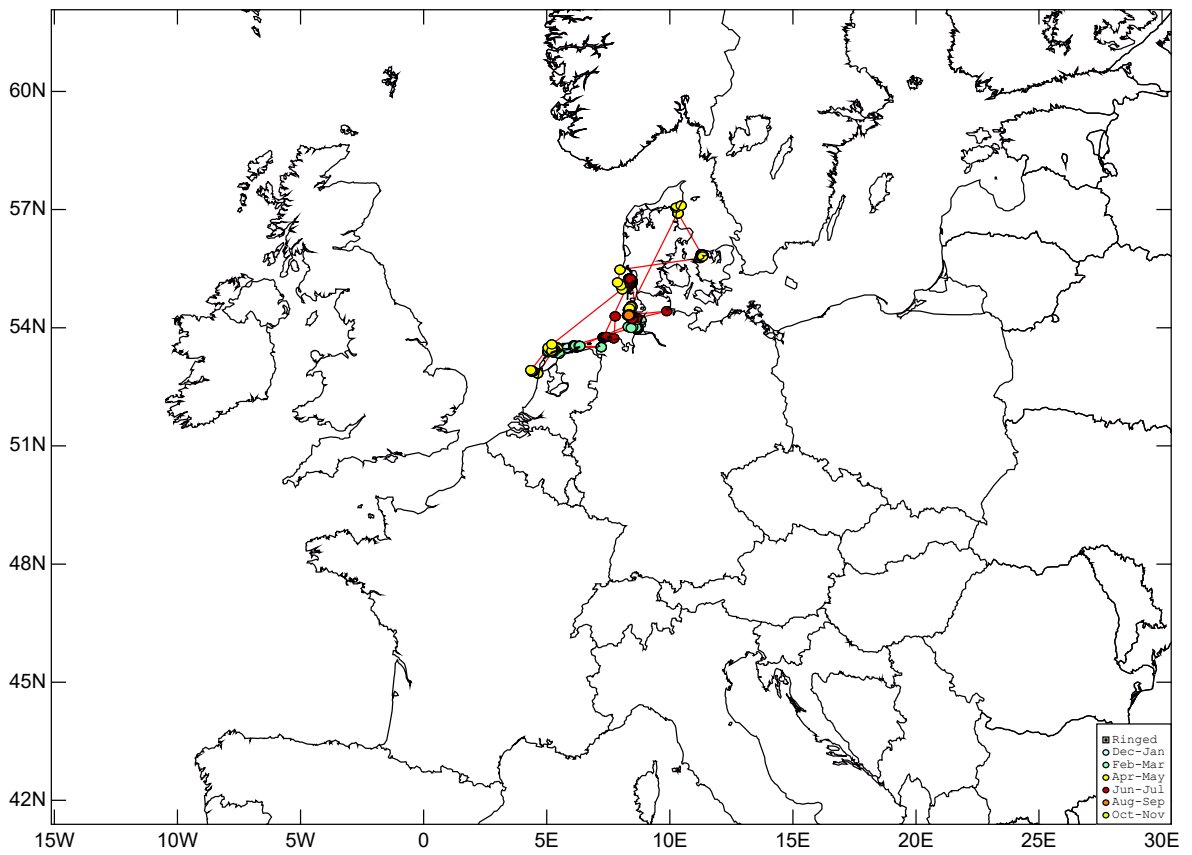 60N
57N
54N
51N
48N
45N
42N
Ringed
Dec-Jan
Feb-Mar
Apr-May
Jun-Jul
Aug-Sep
Oct-Nov
15W 10W 5W 0 5E 10E 15E 20E 25E 30E